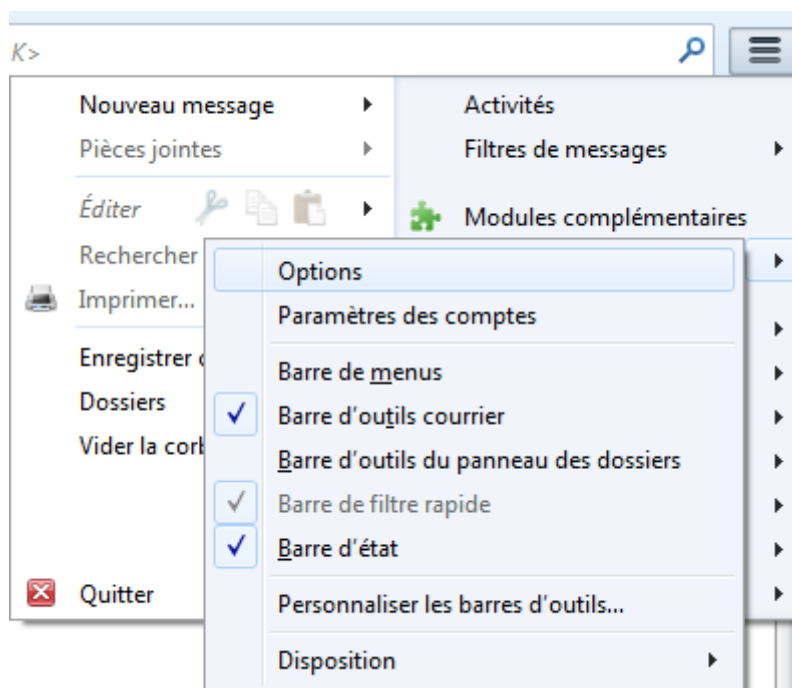 K>
Nouveau message
Pièces jointes
Éditer
Rechercher
Imprimer...
Enregistrer
Dossiers
Vider la
Quitter
Activités
Filtres de messages
Modules complémentaires
Options
Paramètres des comptes
Barre de menus
Barre d'outils courrier
Barre d'outils du panneau des dossiers
Barre de filtre rapide
Barre d'état
Personnaliser les barres d'outils...
Disposition